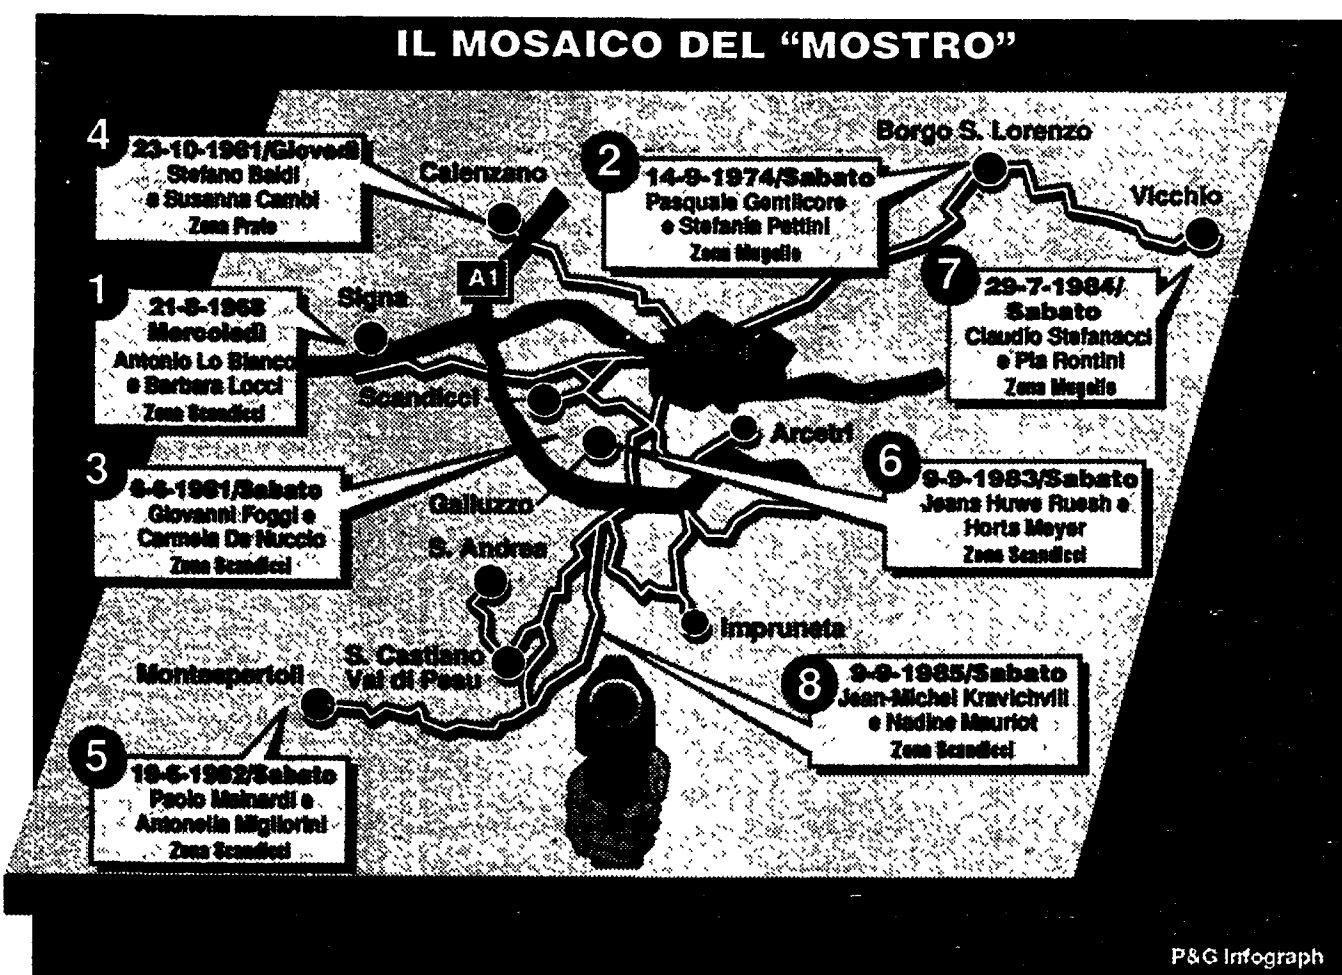 IL MOSAICO DEL “MOSTRO”
4
23-10-1981/Giovedì
Stefano Baldi
e Susanna Cambi
Zona Prato
Calenzano
2
14-9-1974/Sabato
Pasquale Gentilcore
e Stefania Pettini
Zona Mugello
Borgo S. Lorenzo
Vicchio
A1
1
21-8-1968
Mercoledì
Antonio Lo Bianco
e Barbara Locci
Zona Scandicci
Signa
7
29-7-1984/
Sabato
Claudio Stefanacci
e Pia Rontini
Zona Mugello
Scandicci
Arcetri
3
6-6-1981/Sabato
Giovanni Foggi e
Carmela De Nuccio
Zona Scandicci
Galluzzo
6
9-9-1983/Sabato
Jeans Huwe Ruesh e
Horts Meyer
Zona Scandicci
S. Andrea
Impruneta
Montespertoli
S. Casciano
Val di Pesa
8
9-9-1985/Sabato
Jean-Michel Kravichvili
e Nadine Mauriot
Zona Scandicci
5
19-6-1982/Sabato
Paolo Mainardi e
Antonella Migliorini
Zona Scandicci
P&G Infograph